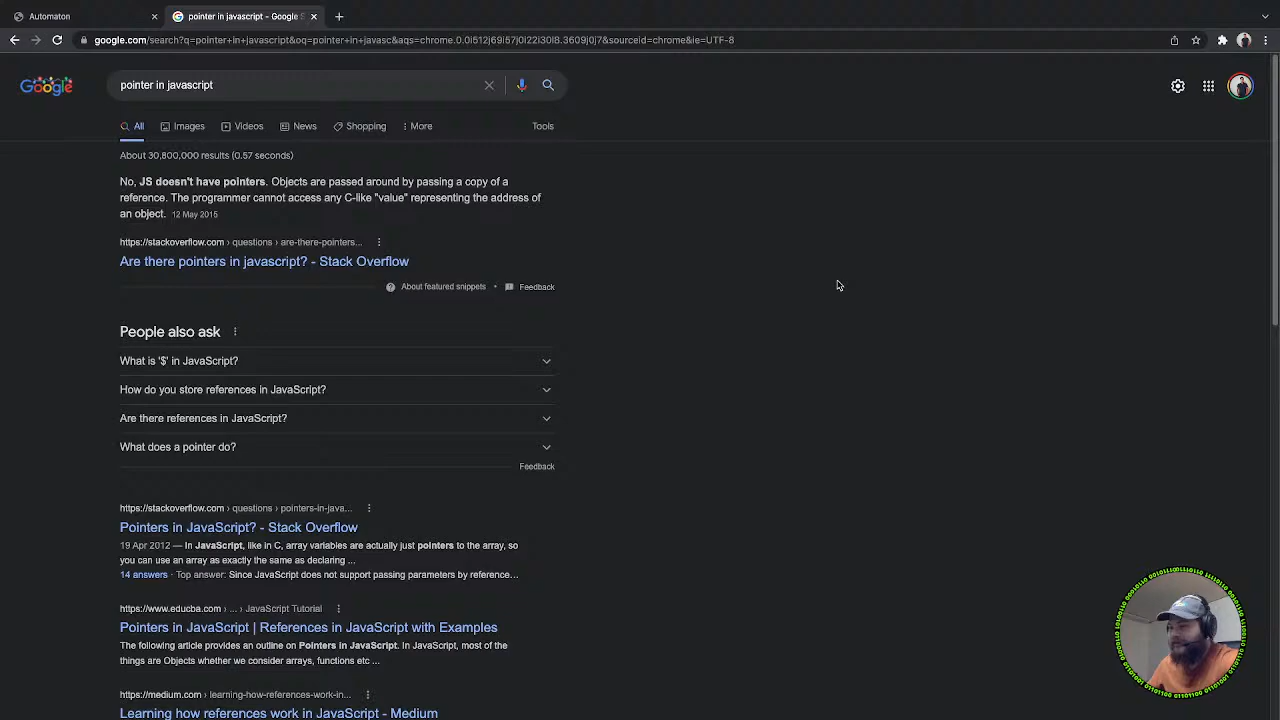 Automaton
pointer in javascript - Google S
google.com/search?q=pointer+in+javascript&oq=pointer+in+javasc&aqs=chrome.0.0i512j69i57j0i22i30l8.3609j0j7&sourceid=chrome&ie=UTF-8
Google
pointer in javascript
All
Images
Videos
News
Shopping
More
Tools
About 30,800,000 results (0.57 seconds)
No, JS doesn't have pointers. Objects are passed around by passing a copy of a
reference. The programmer cannot access any C-like "value" representing the address
of an object. 12 May 2015
https://stackoverflow.com › questions › are-there-pointers...
Are there pointers in javascript? - Stack Overflow
About featured snippets • Feedback
People also ask
What is '$' in JavaScript?
How do you store references in JavaScript?
Are there references in JavaScript?
What does a pointer do?
Feedback
https://stackoverflow.com › questions › pointers-in-java...
Pointers in JavaScript? - Stack Overflow
19 Apr 2012 — In JavaScript, like in C, array variables are actually just pointers to the array, so
you can use an array as exactly the same as declaring ...
14 answers · Top answer: Since JavaScript does not support passing parameters by reference...
https://www.educba.com › ... › JavaScript Tutorial
Pointers in JavaScript | References in JavaScript with Examples
The following article provides an outline on Pointers in JavaScript. In JavaScript, most of the
things are Objects whether we consider arrays, functions etc ...
https://medium.com › learning-how-references-work-in...
Learning how references work in JavaScript - Medium